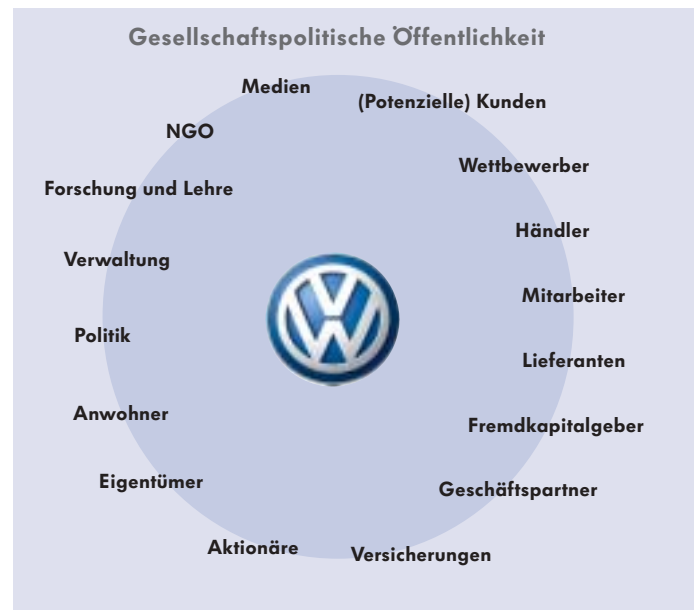 Gesellschaftspolitische Öffentlichkeit
Medien
(Potenzielle) Kunden
NGO
Wettbewerber
Forschung und Lehre
Händler
Verwaltung
Mitarbeiter
Politik
Lieferanten
Anwohner
Fremdkapitalgeber
Eigentümer
Geschäftspartner
Aktionäre
Versicherungen
VW